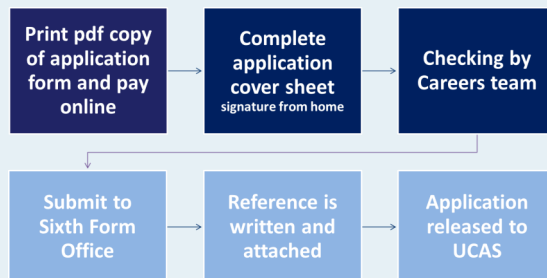 Print pdf copy
of application
form and pay
online
Complete
application
cover sheet
signature from home
Checking by
Careers team
Submit to
Sixth Form
Office
Reference is
written and
attached
Application
released to
UCAS